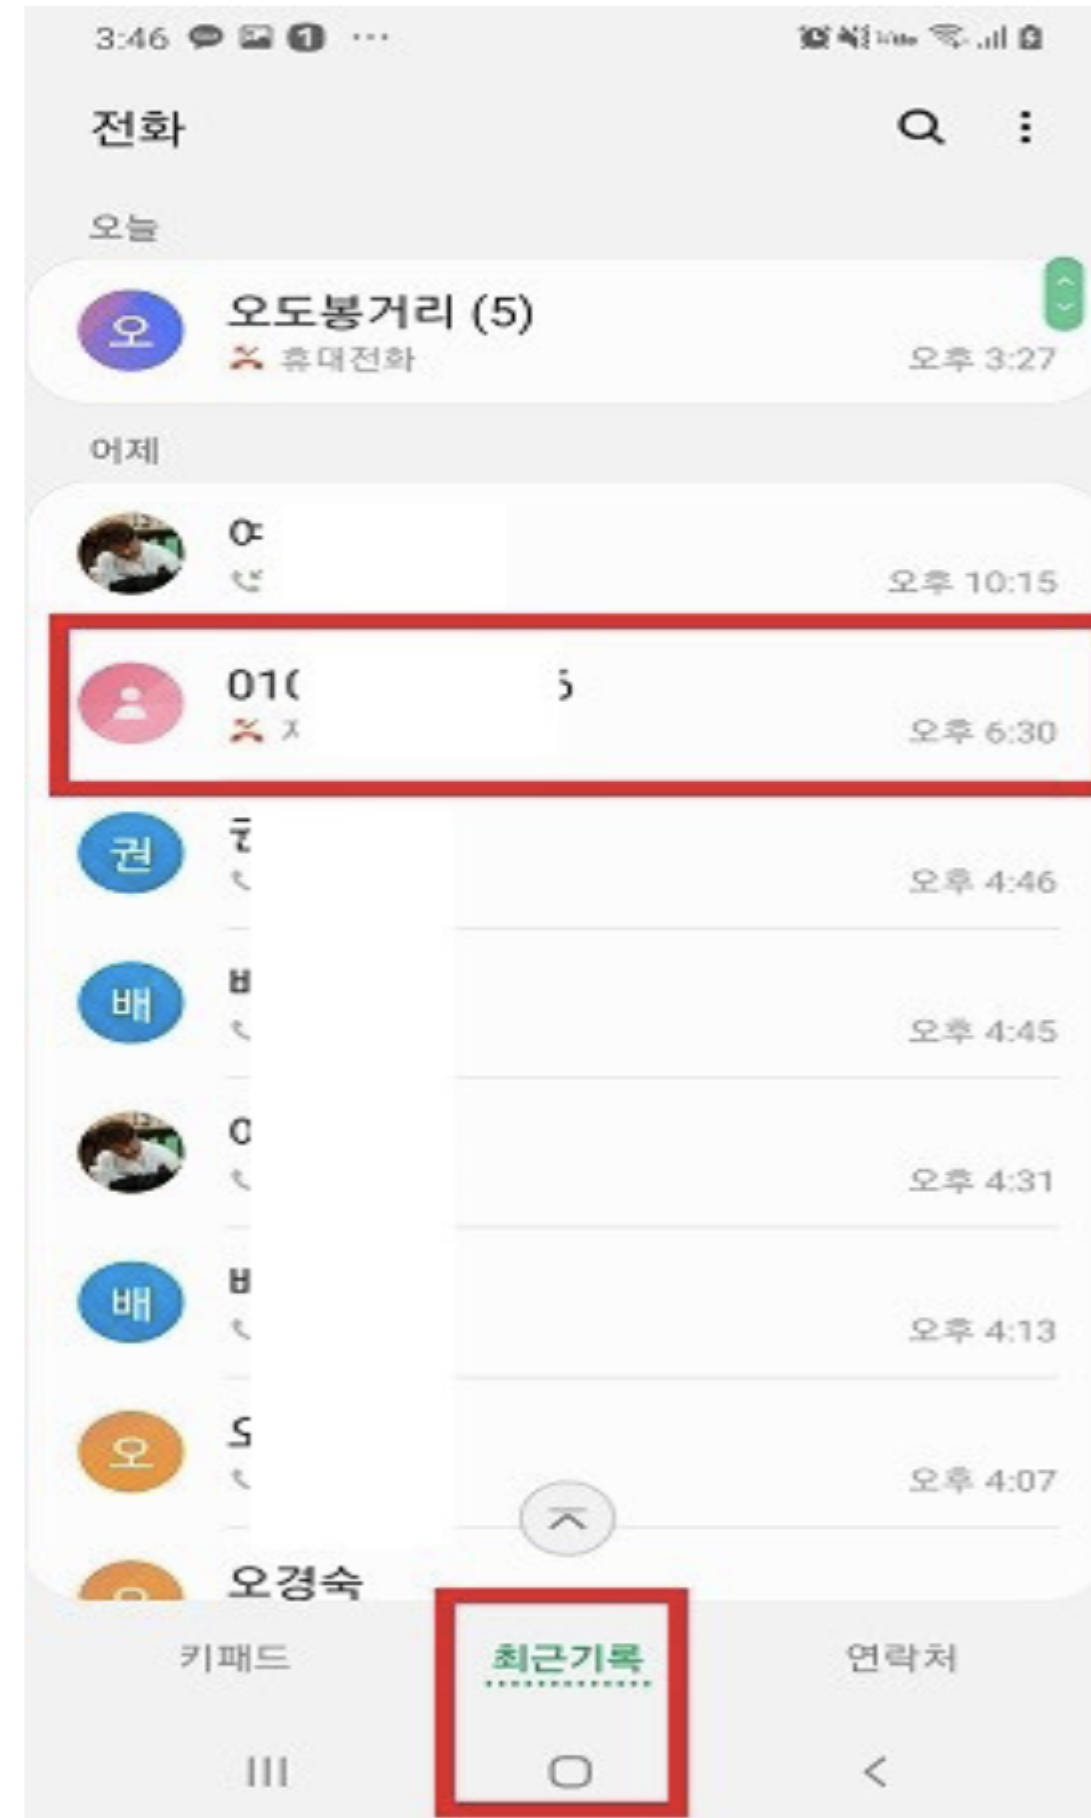 3:46
전화
오늘
오
오도봉거리 (5)
휴대전화
오후 3:27
어제
여
오후 10:15
010
오후 6:30
권
오후 4:46
배
오후 4:45
오후 4:31
배
오후 4:13
오
오후 4:07
오경숙
키패드
최근기록
연락처